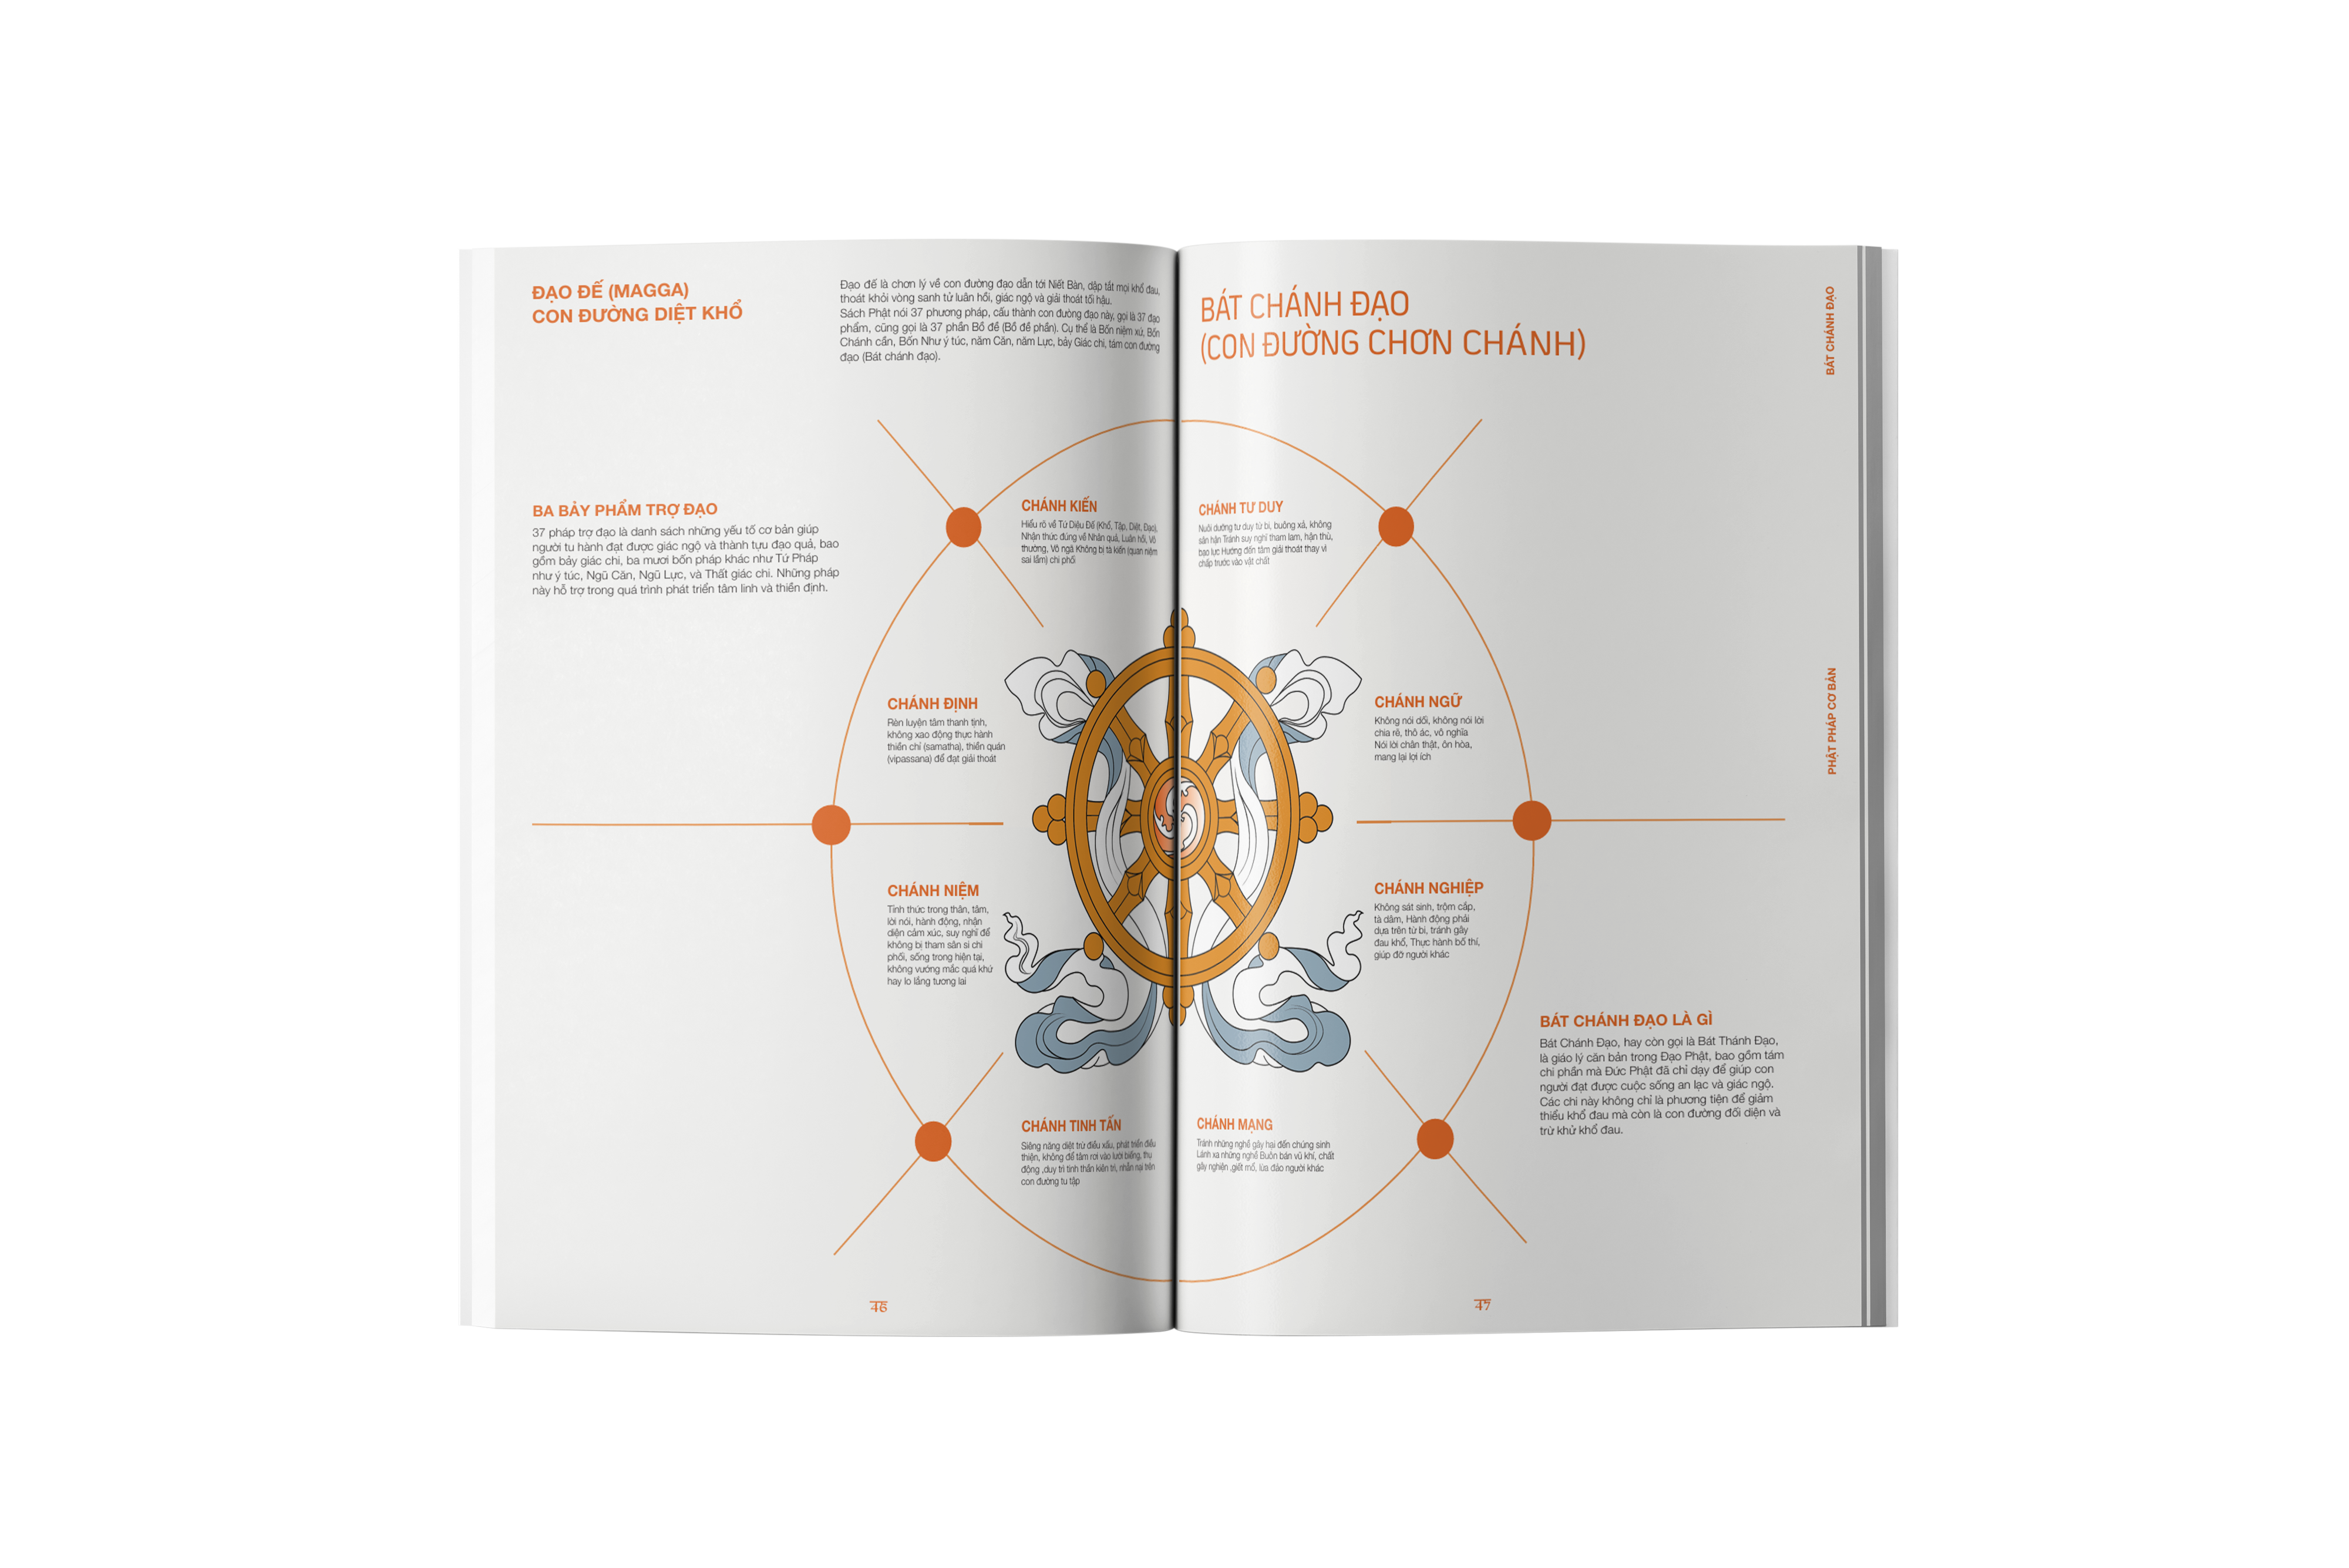 ĐẠO ĐẾ (MAGGA)
CON ĐƯỜNG DIỆT KHỔ
Đạo đế là chơn lý về con đường đạo dẫn tới Niết Bàn, dập tắt mọi khổ đau,
thoát khỏi vòng sanh tử luân hồi, giác ngộ và giải thoát tối hậu.
Sách Phật nói 37 phương pháp, cấu thành con đường đạo này, gọi là 37 đạo
phẩm, cũng gọi là 37 phần Bồ đề (Bồ đề phần). Cụ thể là Bốn niệm xứ, Bốn
Chánh cần, Bốn Như ý túc, năm Căn, năm Lực, bảy Giác chi, tám con đường
đạo (Bát chánh đạo).
BA BẢY PHẨM TRỢ ĐẠO
37 pháp trợ đạo là danh sách những yếu tố cơ bản giúp
người tu hành đạt được giác ngộ và thành tựu đạo quả, bao
gồm bảy giác chi, ba mươi bốn pháp khác như Tứ Pháp
như ý túc, Ngũ Căn, Ngũ Lực, và Thất giác chi. Những pháp
này hỗ trợ trong quá trình phát triển tâm linh và thiền định.
CHÁNH KIẾN
Hiểu rõ về Tứ Diệu Đế (Khổ, Tập, Diệt, Đạo),
Nhận thức đúng về Nhân quả, Luân hồi, Vô
thường, Vô ngã Không bị tà kiến (quan niệm
sai lầm) chi phối
CHÁNH ĐỊNH
Rèn luyện tâm thanh tịnh,
không xao động thực hành
thiền chỉ (samatha), thiền quán
(vipassana) để đạt giải thoát
CHÁNH NIỆM
Tỉnh thức trong thân, tâm,
lời nói, hành động, nhận
diện cảm xúc, suy nghĩ để
không bị tham sân si chi
phối, sống trong hiện tại,
không vướng mắc quá khứ
hay lo lắng tương lai
CHÁNH TINH TẤN
Siêng năng diệt trừ điều xấu, phát triển điều
thiện, không để tâm rơi vào lười biếng, thụ
động ,duy trì tinh thần kiên trì, nhẫn nại trên
con đường tu tập
46
BÁT CHÁNH ĐẠO
(CON ĐƯỜNG CHƠN CHÁNH)
BÁT CHÁNH ĐẠO
CHÁNH TƯ DUY
Nuôi dưỡng tư duy từ bi, buông xả, không
sân hận Tránh suy nghĩ tham lam, hận thù,
bạo lực Hướng đến tâm giải thoát thay vì
chấp trước vào vật chất
CHÁNH NGỮ
Không nói dối, không nói lời
chia rẽ, thô ác, vô nghĩa
Nói lời chân thật, ôn hòa,
mang lại lợi ích
PHẬT PHÁP CƠ BẢN
CHÁNH NGHIỆP
Không sát sinh, trộm cắp,
tà dâm, Hành động phải
dựa trên từ bi, tránh gây
đau khổ, Thực hành bố thí,
giúp đỡ người khác
BÁT CHÁNH ĐẠO LÀ GÌ
Bát Chánh Đạo, hay còn gọi là Bát Thánh Đạo,
là giáo lý căn bản trong Đạo Phật, bao gồm tám
chi phần mà Đức Phật đã chỉ dạy để giúp con
người đạt được cuộc sống an lạc và giác ngộ.
Các chi này không chỉ là phương tiện để giảm
thiểu khổ đau mà còn là con đường đối diện và
trừ khử khổ đau.
CHÁNH MẠNG
Tránh những nghề gây hại đến chúng sinh
Lánh xa những nghề Buôn bán vũ khí, chất
gây nghiện ,giết mổ, lừa đảo người khác
47